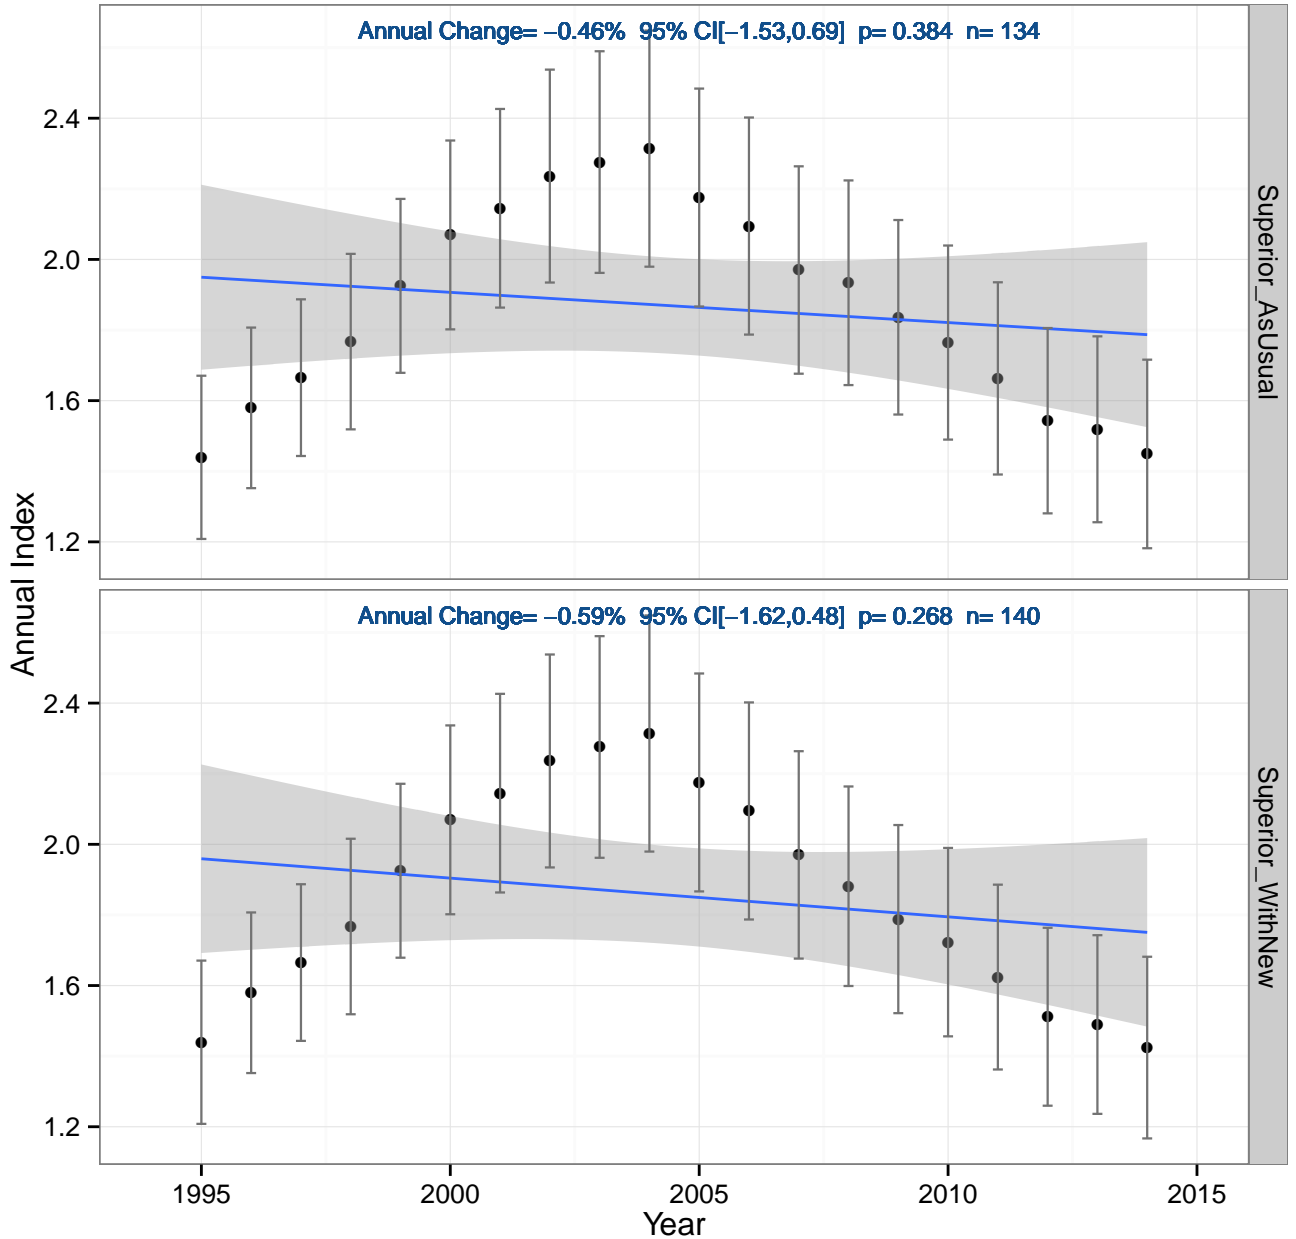 Annual Change= −0.46%  95% CI[−1.53,0.69]  p= 0.384  n= 134
2.4
2.0
1.6
1.2
Superior_AsUsual
Annual Index
Annual Change= −0.59%  95% CI[−1.62,0.48]  p= 0.268  n= 140
2.4
2.0
1.6
1.2
Superior_WithNew
1995 2000 2005 2010 2015
Year